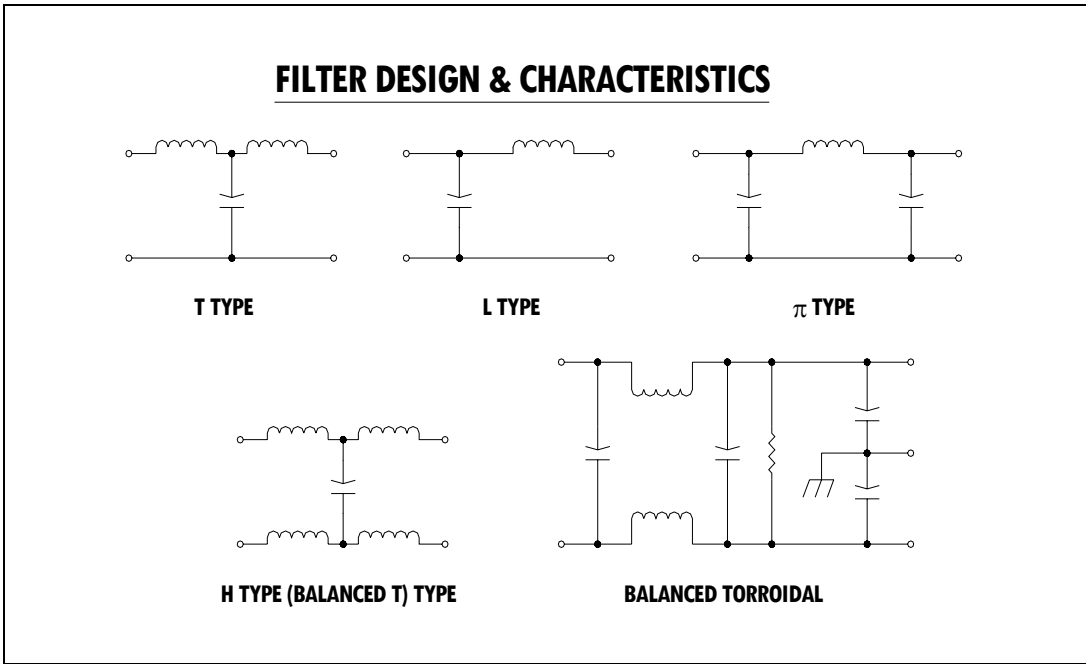 FILTER DESIGN & CHARACTERISTICS
T TYPE
L TYPE
π TYPE
H TYPE (BALANCED T) TYPE
BALANCED TORROIDAL